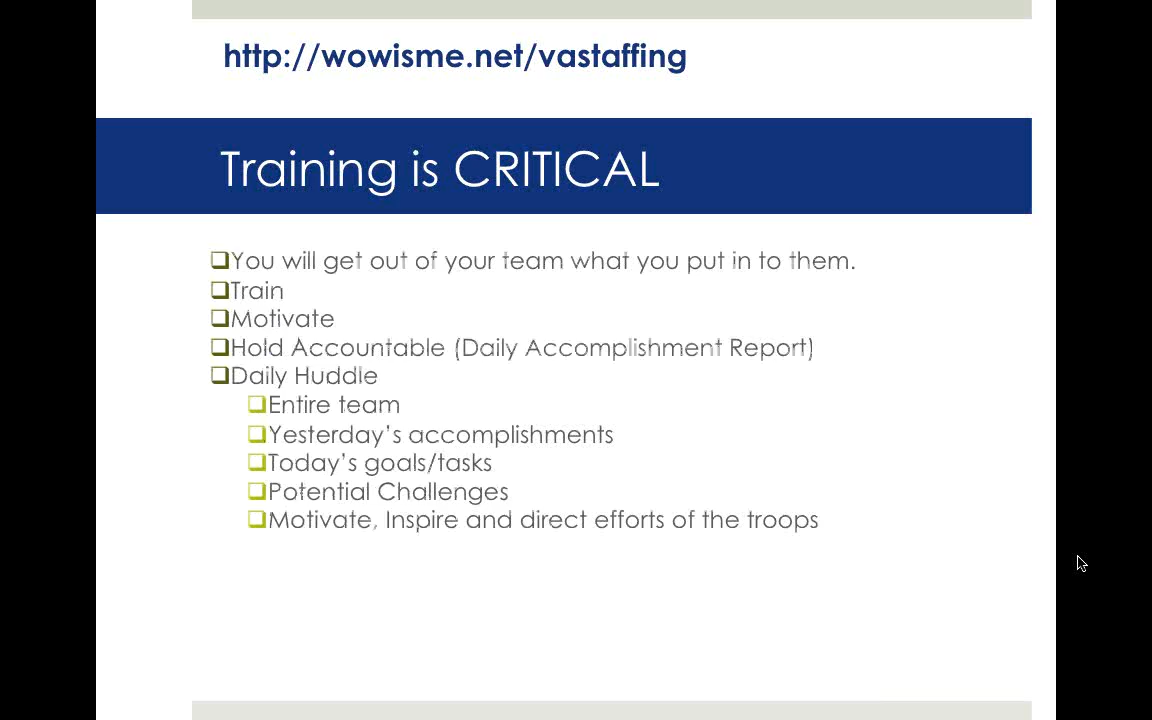 http://wowisme.net/vastaffing
Training is CRITICAL
You will get out of your team what you put in to them.
Train
Motivate
Hold Accountable (Daily Accomplishment Report)
Daily Huddle
Entire team
Yesterday's accomplishments
Today's goals/tasks
Potential Challenges
Motivate, Inspire and direct efforts of the troops